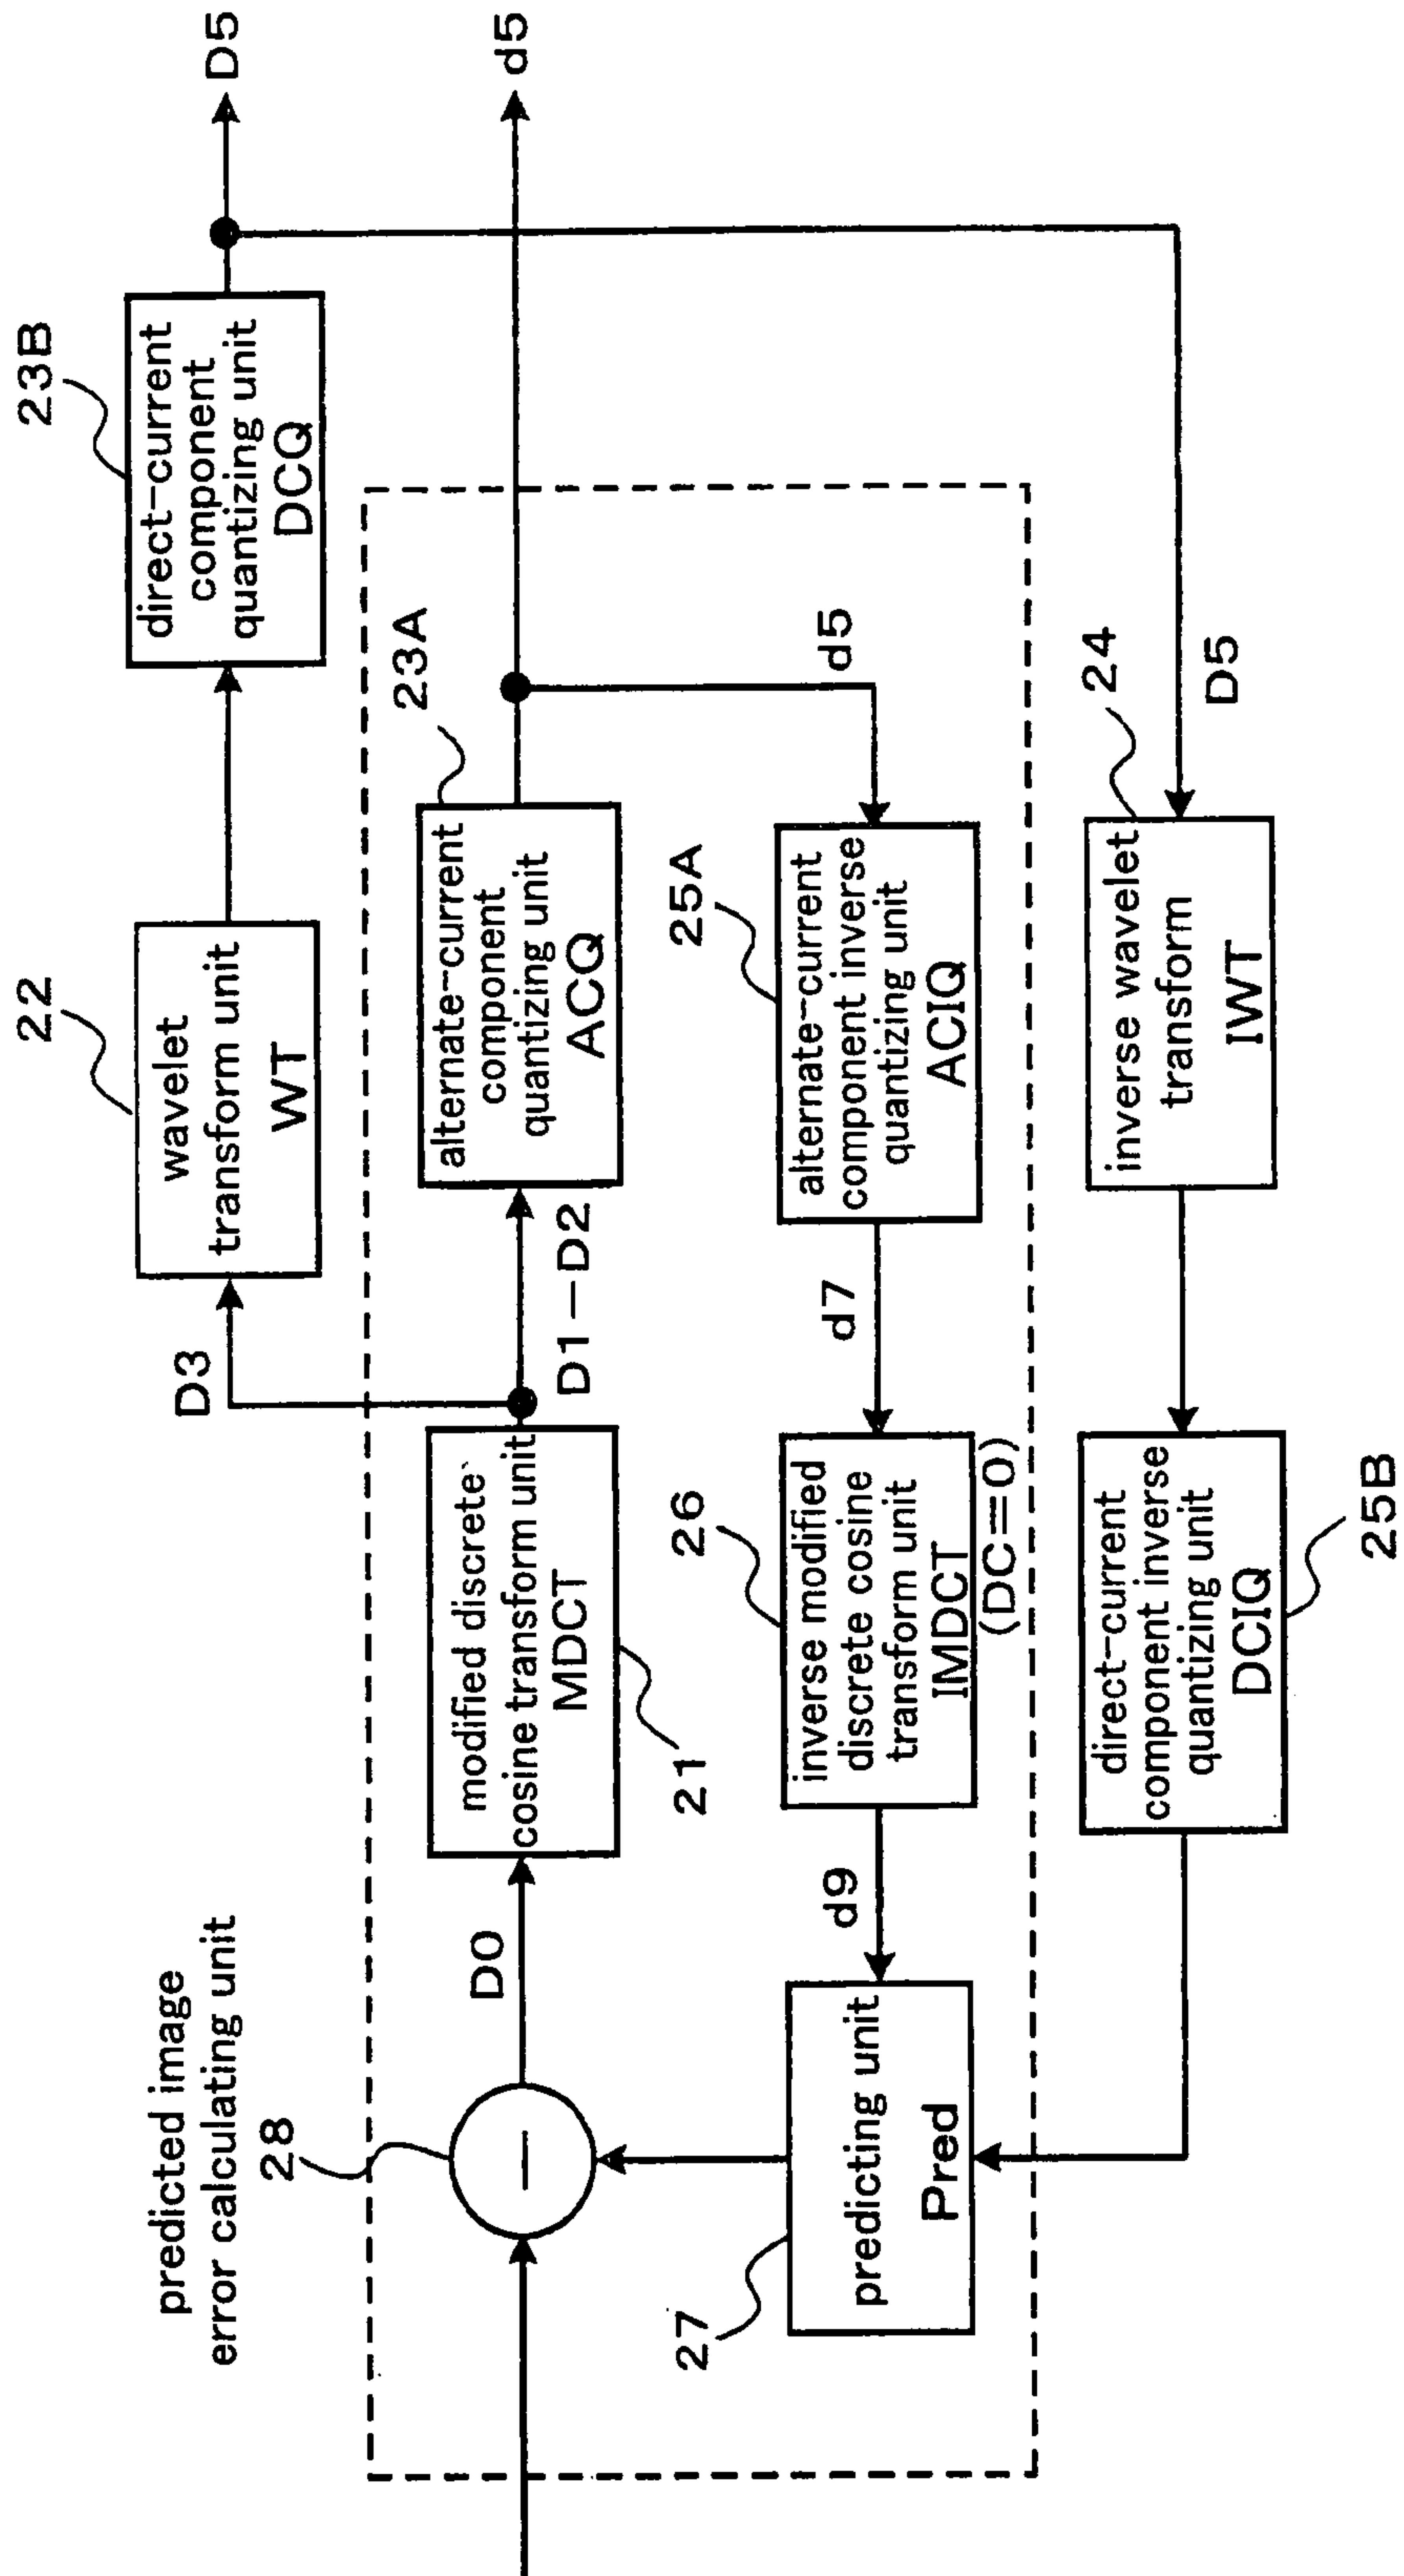 predicted image
error calculating unit
28
D0
modified discrete
cosine transform unit
MDCT
21
D3
D1−D2
22
wavelet
transform unit
WT
23B
direct-current
component
quantizing unit
DCQ
D5
23A
alternate-current
component
quantizing unit
ACQ
d5
27
predicting unit
Pred
d9
26
inverse modified
discrete cosine
transform unit
IMDCT
(DC=0)
d7
25A
alternate-current
component inverse
quantizing unit
ACIQ
d5
25B
direct-current
component inverse
quantizing unit
DCIQ
24
inverse wavelet
transform
IWT
D5